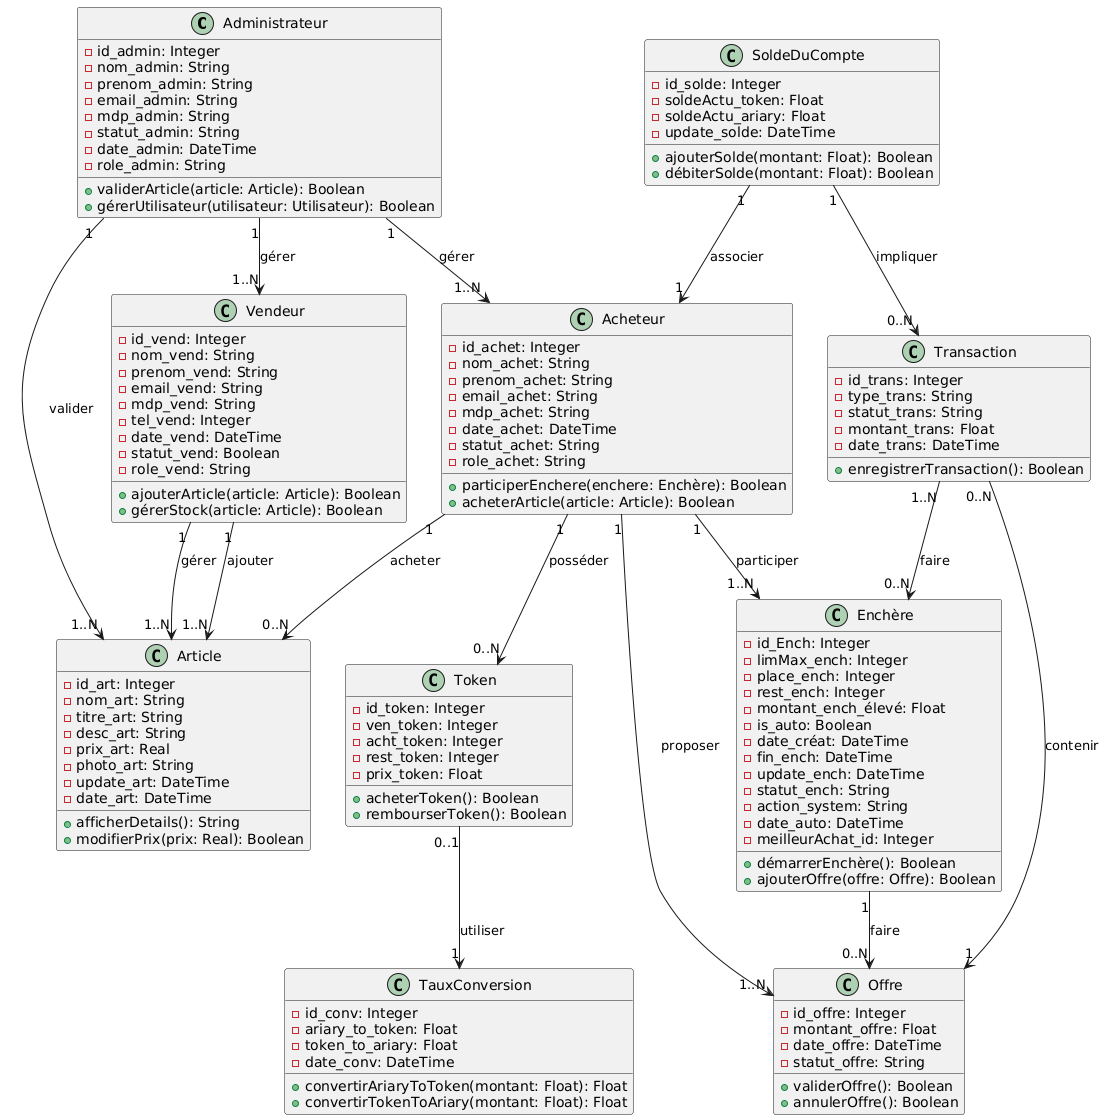 C Administrateur
id_admin: Integer
nom_admin: String
prenom_admin: String
email_admin: String
mdp_admin: String
statut_admin: String
date_admin: DateTime
role_admin: String
validerArticle(article: Article): Boolean
gérerUtilisateur(utilisateur: Utilisateur): Boolean
C SoldeDuCompte
id_solde: Integer
soldeActu_token: Float
soldeActu_ariary: Float
update_solde: DateTime
ajouterSolde(montant: Float): Boolean
débiterSolde(montant: Float): Boolean
1
1
1
1
1
gérer
gérer
associer
impliquer
1..N
1..N
1
0..N
C Vendeur
id_vend: Integer
nom_vend: String
prenom_vend: String
email_vend: String
mdp_vend: String
tel_vend: Integer
date_vend: DateTime
statut_vend: Boolean
role_vend: String
ajouterArticle(article: Article): Boolean
gérerStock(article: Article): Boolean
C Acheteur
id_achet: Integer
nom_achet: String
prenom_achet: String
email_achet: String
mdp_achet: String
date_achet: DateTime
statut_achet: String
role_achet: String
participerEnchere(enchere: Enchère): Boolean
acheterArticle(article: Article): Boolean
C Transaction
id_trans: Integer
type_trans: String
statut_trans: String
montant_trans: Float
date_trans: DateTime
enregistrerTransaction(): Boolean
valider
1..N
0..N
1
1
1
1
1
1
gérer
ajouter
acheter
posséder
participer
faire
1..N
1..N
1..N
0..N
0..N
1..N
0..N
C Article
id_art: Integer
nom_art: String
titre_art: String
desc_art: String
prix_art: Real
photo_art: String
update_art: DateTime
date_art: DateTime
afficherDetails(): String
modifierPrix(prix: Real): Boolean
C Token
id_token: Integer
ven_token: Integer
acht_token: Integer
rest_token: Integer
prix_token: Float
acheterToken(): Boolean
rembourserToken(): Boolean
C Enchère
id_Ench: Integer
limMax_ench: Integer
place_ench: Integer
rest_ench: Integer
montant_ench_élevé: Float
is_auto: Boolean
date_créat: DateTime
fin_ench: DateTime
update_ench: DateTime
statut_ench: String
action_system: String
date_auto: DateTime
meilleurAchat_id: Integer
démarrerEnchère(): Boolean
ajouterOffre(offre: Offre): Boolean
proposer
contenir
0..1
1
utiliser
faire
1
1..N
0..N
1
C TauxConversion
id_conv: Integer
ariary_to_token: Float
token_to_ariary: Float
date_conv: DateTime
convertirAriaryToToken(montant: Float): Float
convertirTokenToAriary(montant: Float): Float
C Offre
id_offre: Integer
montant_offre: Float
date_offre: DateTime
statut_offre: String
validerOffre(): Boolean
annulerOffre(): Boolean